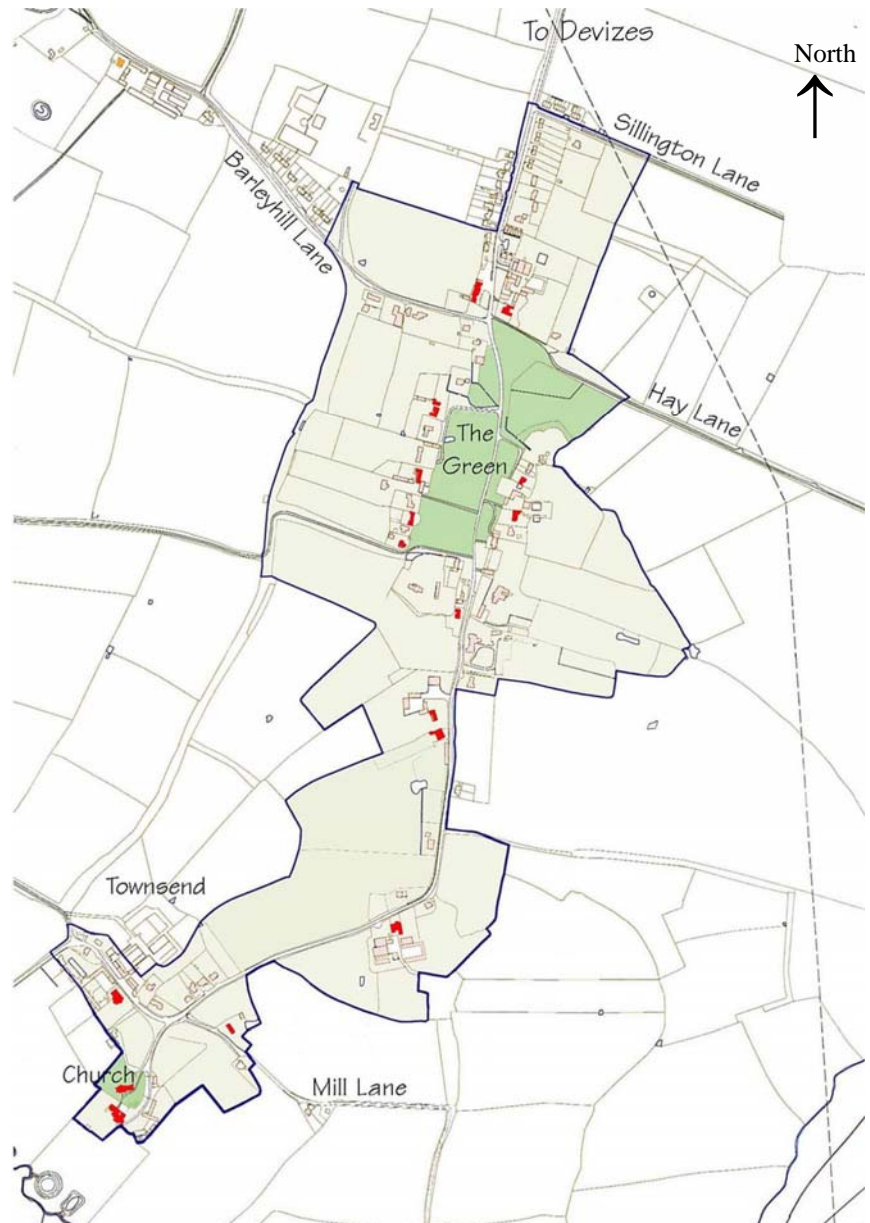 To Devizes
North
Sillington Lane
Barleyhill Lane
Hay Lane
The
Green
Townsend
Church
Mill Lane